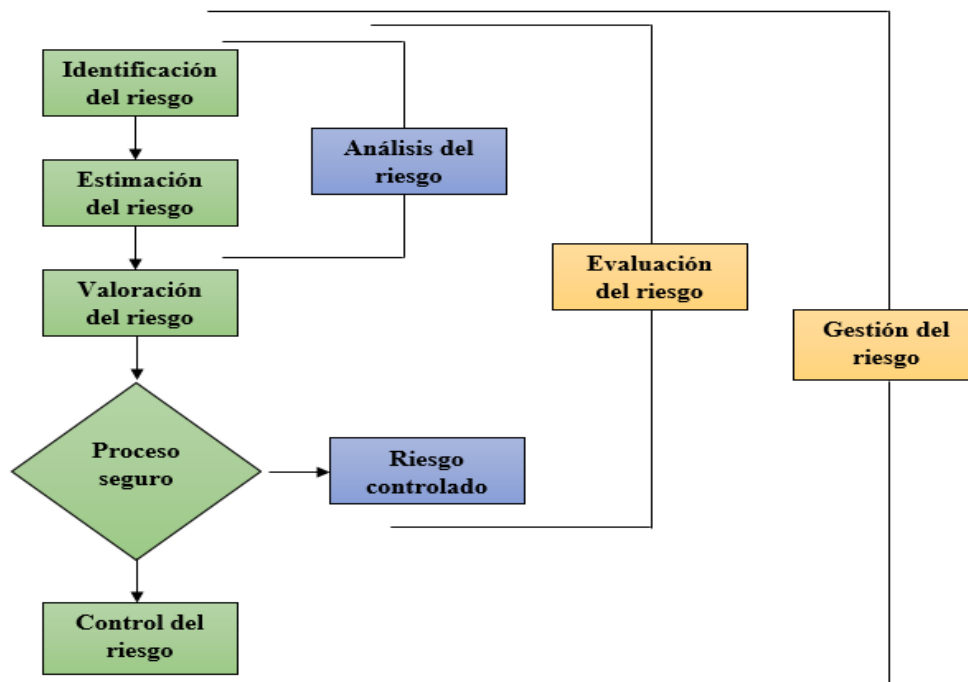 Identificación
del riesgo
Análisis del
riesgo
Estimación
del riesgo
Evaluación
del riesgo
Valoración
del riesgo
Gestión del
riesgo
Proceso
seguro
Riesgo
controlado
Control del
riesgo